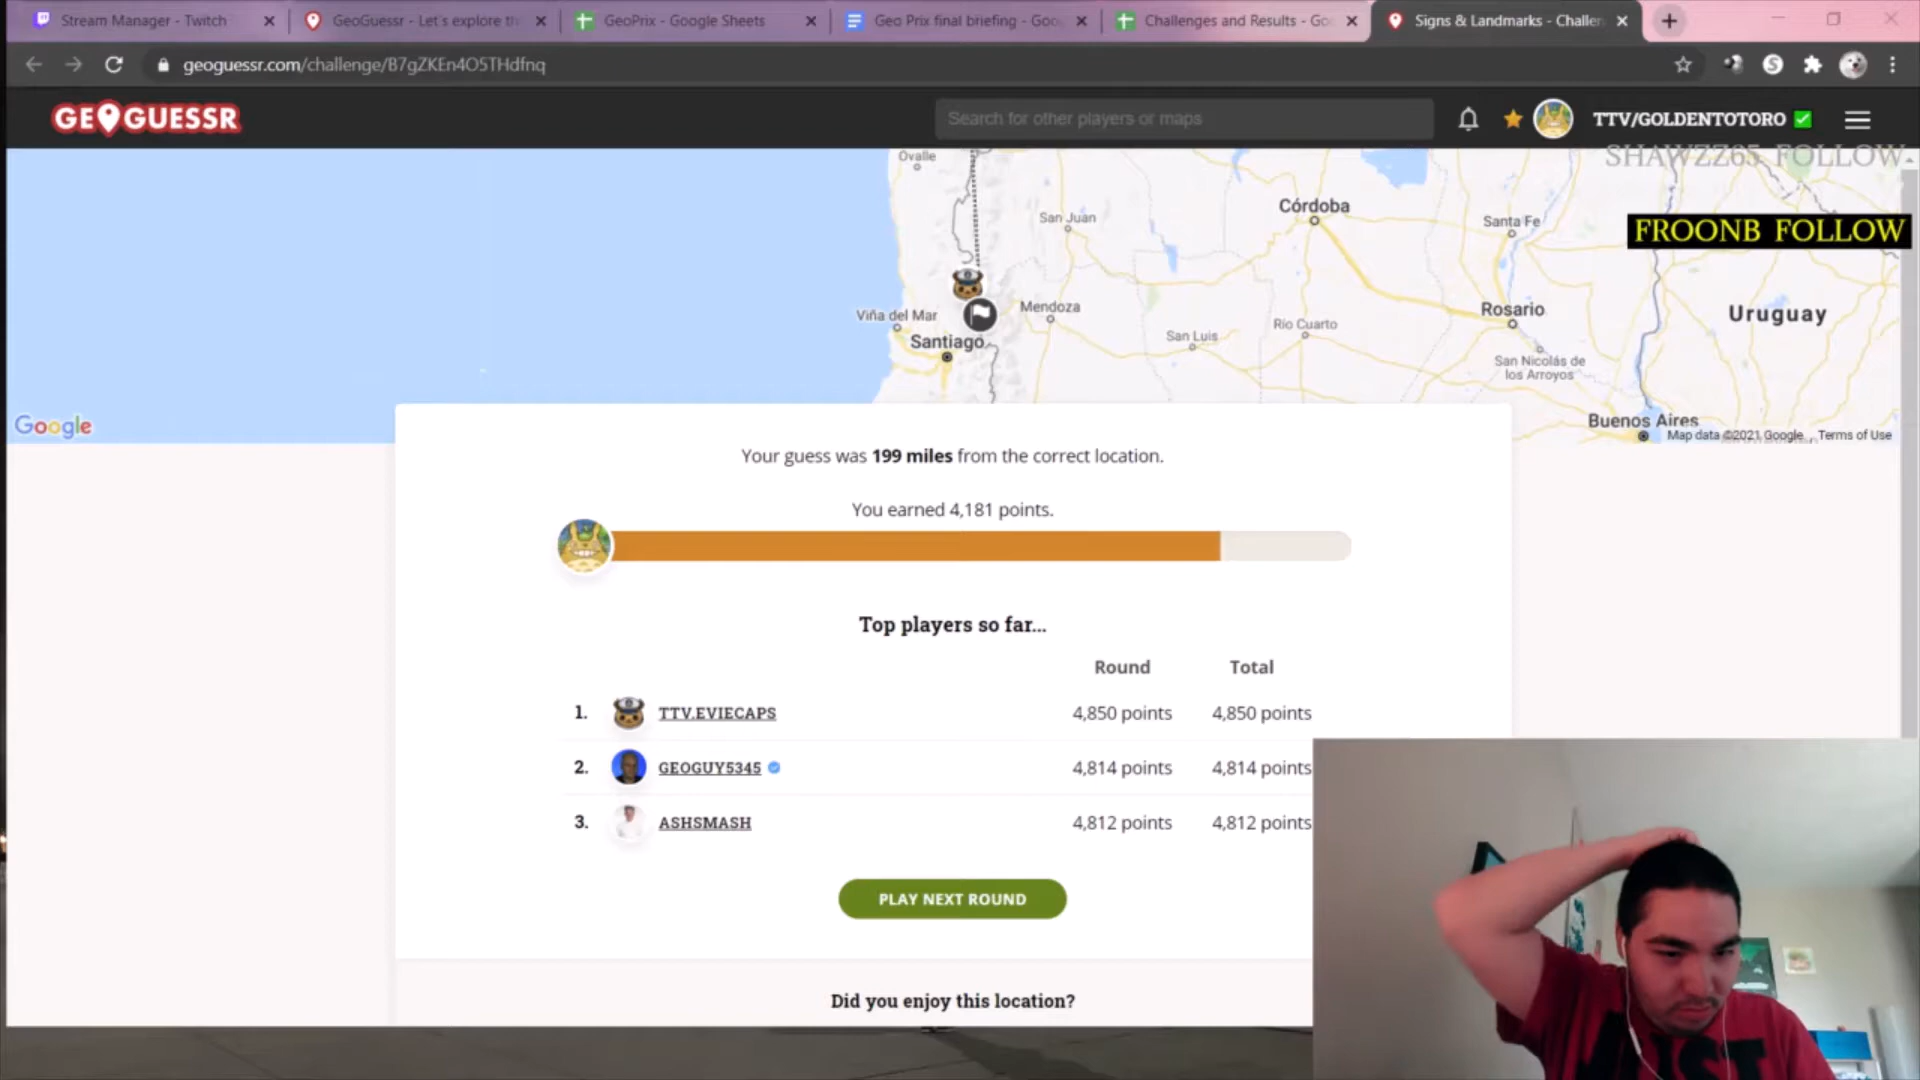 Stream Manager - Twitch
GeoGuessr - Let's explore th
GeoPrix - Google Sheets
Geo Prix final briefing - Goo
Challenges and Results - Go
Signs & Landmarks - Challen
geoguessr.com/challenge/B7gZKEn4O5THdfnq
GEOGUESSR
Search for other players or maps
TTV/GOLDENTOTORO
SHAWZZ65 FOLLOW
FROONB FOLLOW
Ovalle
San Juan
Córdoba
Santa Fe
Viña del Mar
Mendoza
Santiago
San Luis
Río Cuarto
Rosario
Uruguay
San Nicolás de
los Arroyos
Buenos Aires
Google
Map data ©2021 Google
Terms of Use
Your guess was 199 miles from the correct location.
You earned 4,181 points.
Top players so far...
Round Total
1. TTV.EVIECAPS 4,850 points 4,850 points
2. GEOGUY5345 4,814 points 4,814 points
3. ASHSMASH 4,812 points 4,812 points
PLAY NEXT ROUND
Did you enjoy this location?